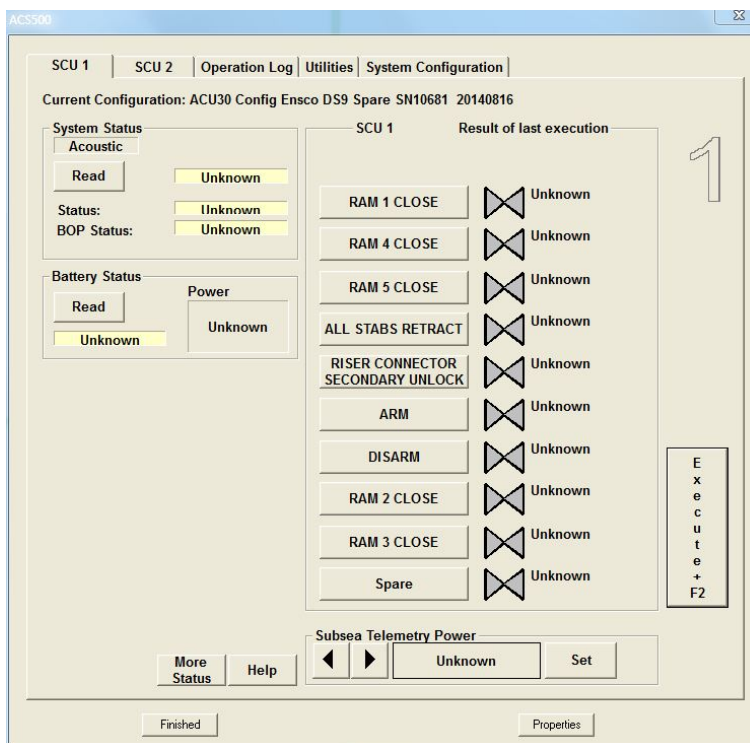 ACS500
SCU 1 SCU 2 Operation Log Utilities System Configuration
Current Configuration: ACU30 Config Ensco DS9 Spare SN10681 20140816
System Status
Acoustic
Read Unknown
Status: Unknown
BOP Status: Unknown
Battery Status
Read
Power
Unknown
Unknown
SCU 1 Result of last execution
RAM 1 CLOSE Unknown
RAM 4 CLOSE Unknown
RAM 5 CLOSE Unknown
ALL STABS RETRACT Unknown
RISER CONNECTOR
SECONDARY UNLOCK Unknown
ARM Unknown
DISARM Unknown
RAM 2 CLOSE Unknown
RAM 3 CLOSE Unknown
Spare Unknown
1
Execute+
F2
Subsea Telemetry Power
Unknown Set
More
Status
Help
Finished Properties